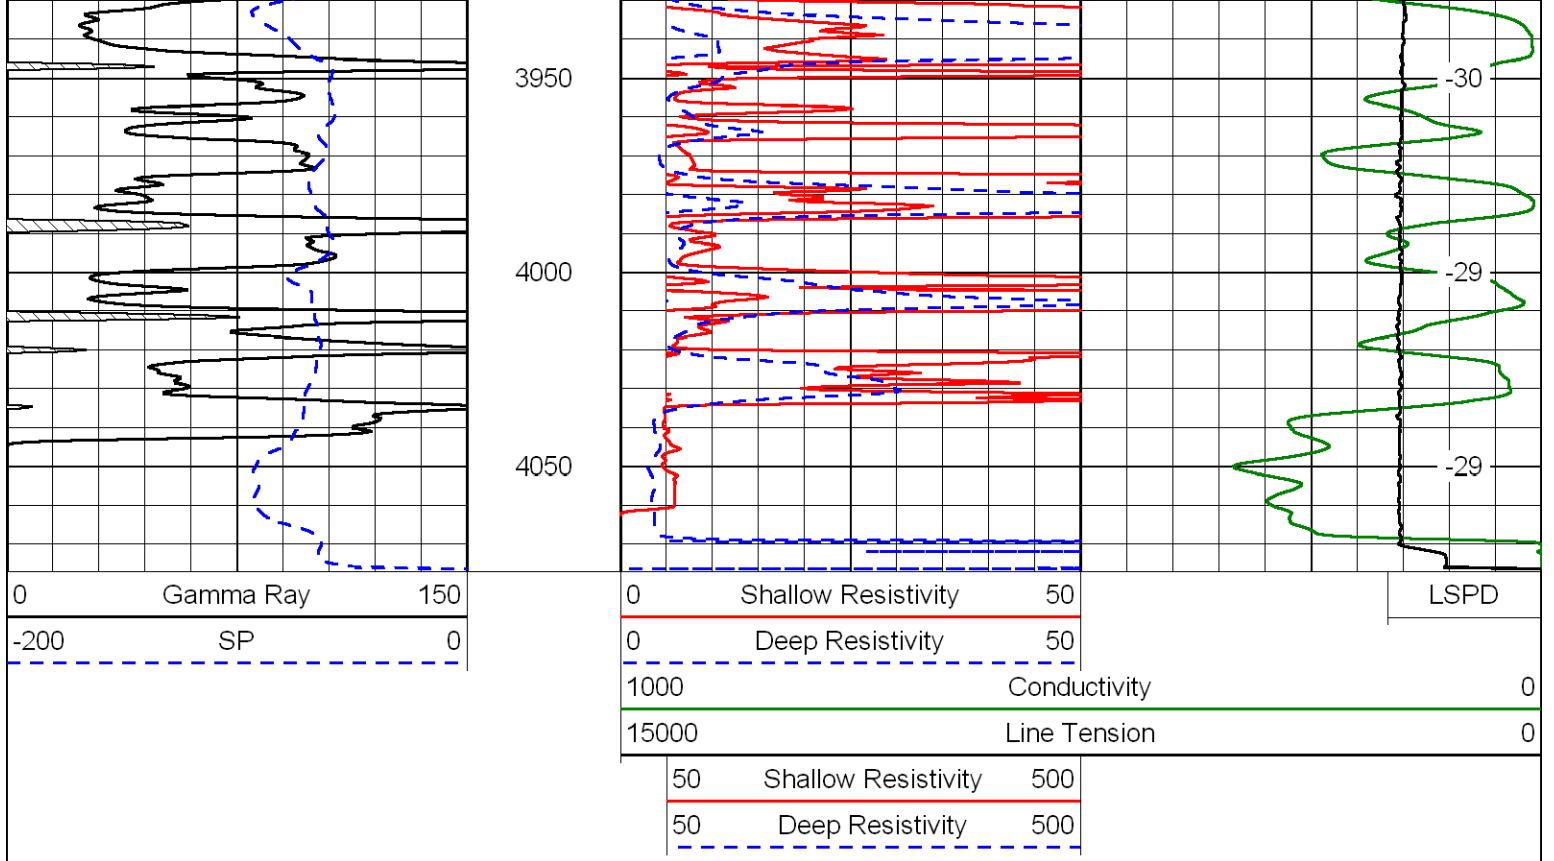 3950
-30
4000
-29
4050
-29
0 Gamma Ray 150
0 Shallow Resistivity 50
LSPD
-200 SP 0
0 Deep Resistivity 50
1000 Conductivity 0
15000 Line Tension 0
50 Shallow Resistivity 500
50 Deep Resistivity 500